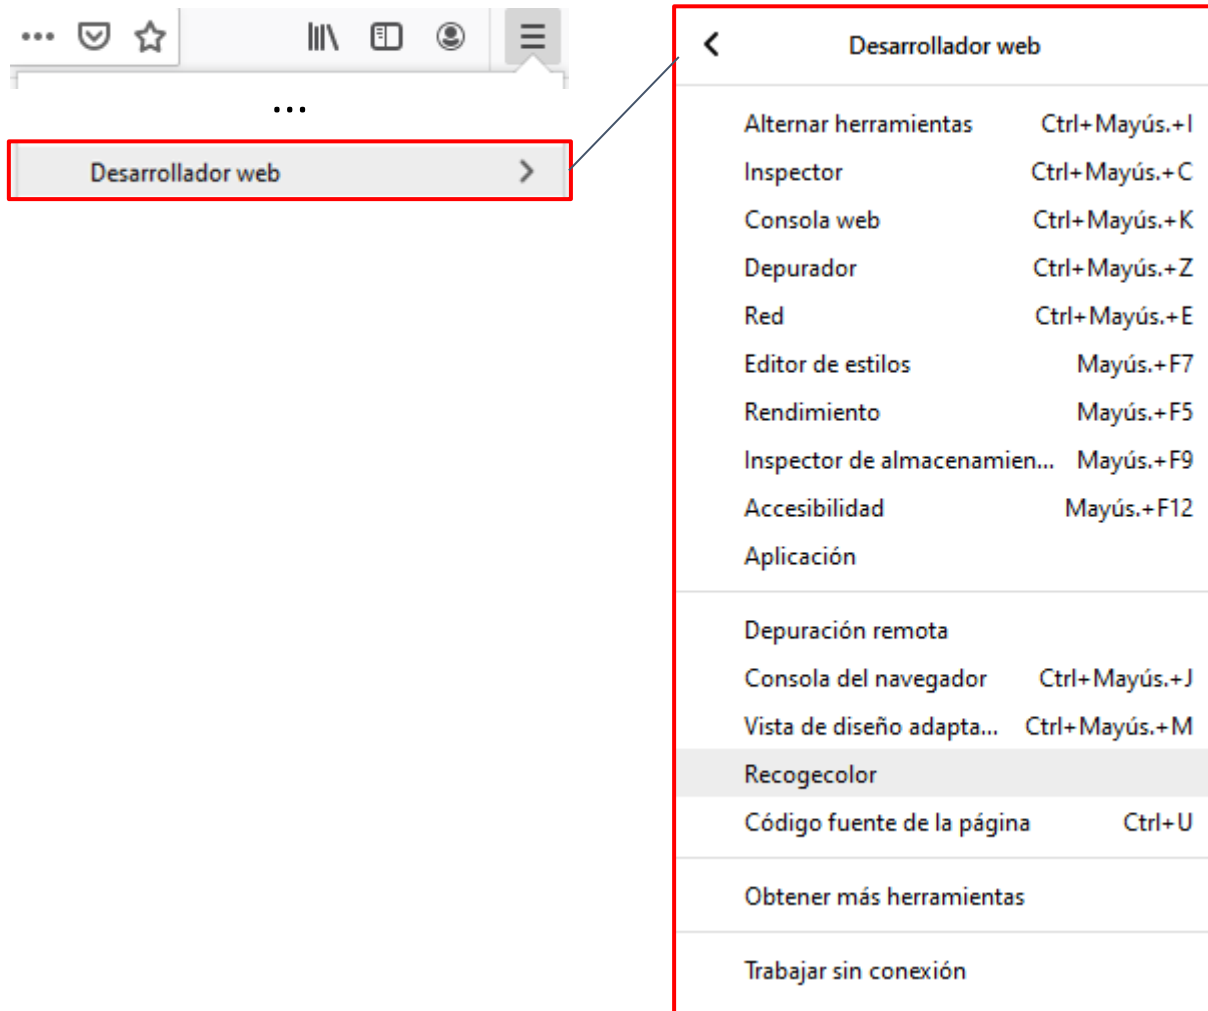 ...
Desarrollador web
Desarrollador web
Alternar herramientas Ctrl+Mayús.+I
Inspector Ctrl+Mayús.+C
Consola web Ctrl+Mayús.+K
Depurador Ctrl+Mayús.+Z
Red Ctrl+Mayús.+E
Editor de estilos Mayús.+F7
Rendimiento Mayús.+F5
Inspector de almacenamien... Mayús.+F9
Accesibilidad Mayús.+F12
Aplicación
Depuración remota
Consola del navegador Ctrl+Mayús.+J
Vista de diseño adapta... Ctrl+Mayús.+M
Recogecolor
Código fuente de la página Ctrl+U
Obtener más herramientas
Trabajar sin conexión